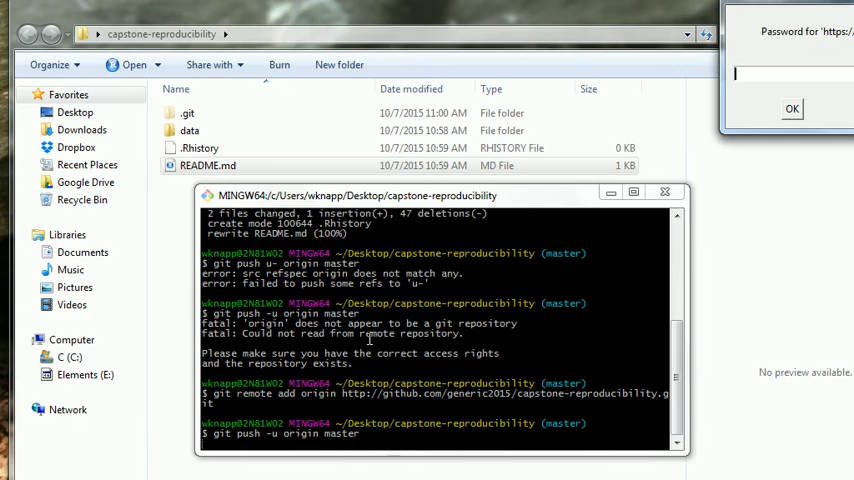 capstone-reproducibility
Password for 'https://
Organize Open Share with Burn New folder
OK
Name Date modified Type Size
Favorites
Desktop
Downloads
Dropbox
Recent Places
Google Drive
Recycle Bin
Libraries
Documents
Music
Pictures
Videos
Computer
C (C:)
Elements (E:)
Network
.git 10/7/2015 11:00 AM File folder
data 10/7/2015 10:58 AM File folder
.Rhistory 10/7/2015 10:59 AM RHISTORY File 0 KB
README.md 10/7/2015 10:59 AM MD File 1 KB
MINGW64:/c/Users/wknapp/Desktop/capstone-reproducibility
2 files changed, 1 insertion(+), 47 deletions(-)
create mode 100644 .Rhistory
rewrite README.md (100%)
wknapp@2N81W02 MINGW64 ~/Desktop/capstone-reproducibility (master)
$ git push u- origin master
error: src refspec origin does not match any.
error: failed to push some refs to 'u-'
wknapp@2N81W02 MINGW64 ~/Desktop/capstone-reproducibility (master)
$ git push -u origin master
fatal: 'origin' does not appear to be a git repository
fatal: Could not read from remote repository.
Please make sure you have the correct access rights
and the repository exists.
wknapp@2N81W02 MINGW64 ~/Desktop/capstone-reproducibility (master)
$ git remote add origin http://github.com/generic2015/capstone-reproducibility.g
it
wknapp@2N81W02 MINGW64 ~/Desktop/capstone-reproducibility (master)
$ git push -u origin master
No preview available.